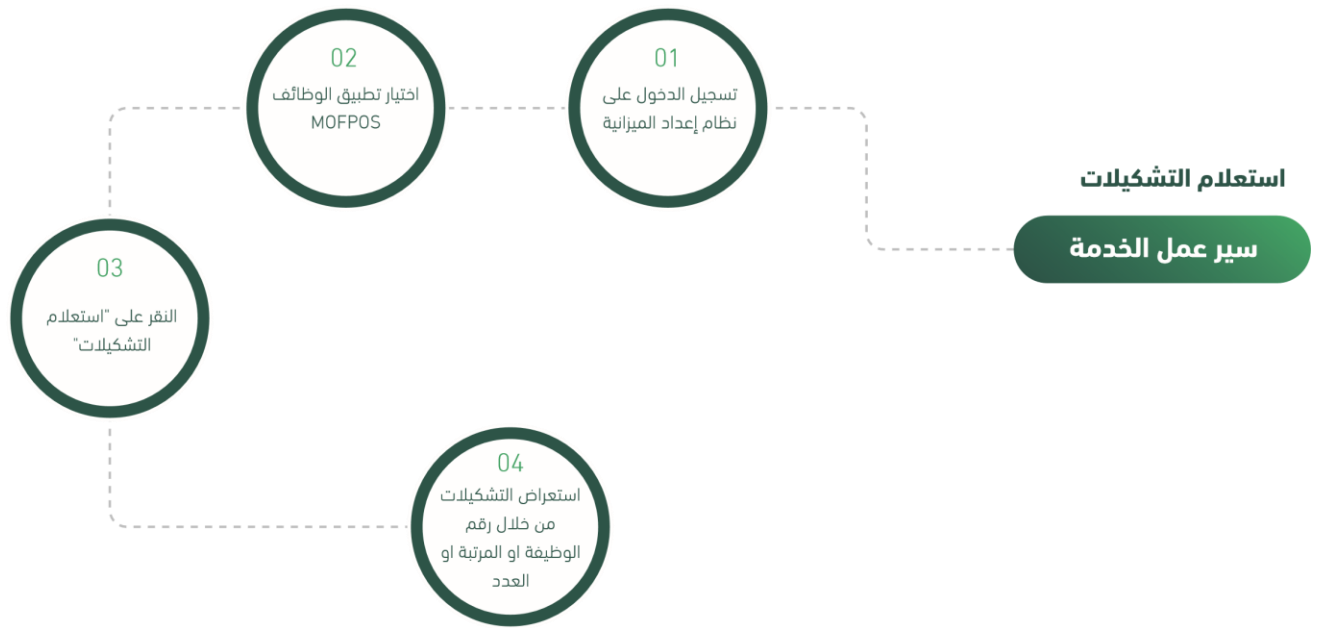 استعلام التشكيلات
سير عمل الخدمة
01
تسجيل الدخول على
نظام إعداد الميزانية
02
اختيار تطبيق الوظائف
MOFPOS
03
النقر على "استعلام
التشكيلات"
04
استعراض التشكيلات
من خلال رقم
الوظيفة او المرتبة او
العدد